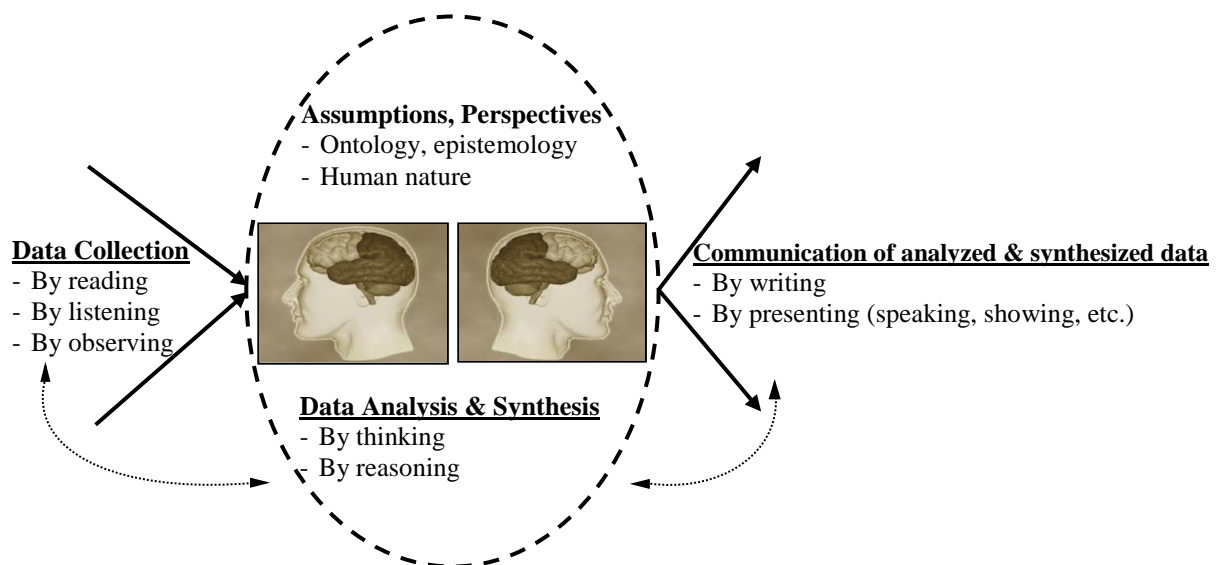 Assumptions, Perspectives
- Ontology, epistemology
- Human nature
Data Collection
- By reading
- By listening
- By observing
Communication of analyzed & synthesized data
- By writing
- By presenting (speaking, showing, etc.)
Data Analysis & Synthesis
- By thinking
- By reasoning